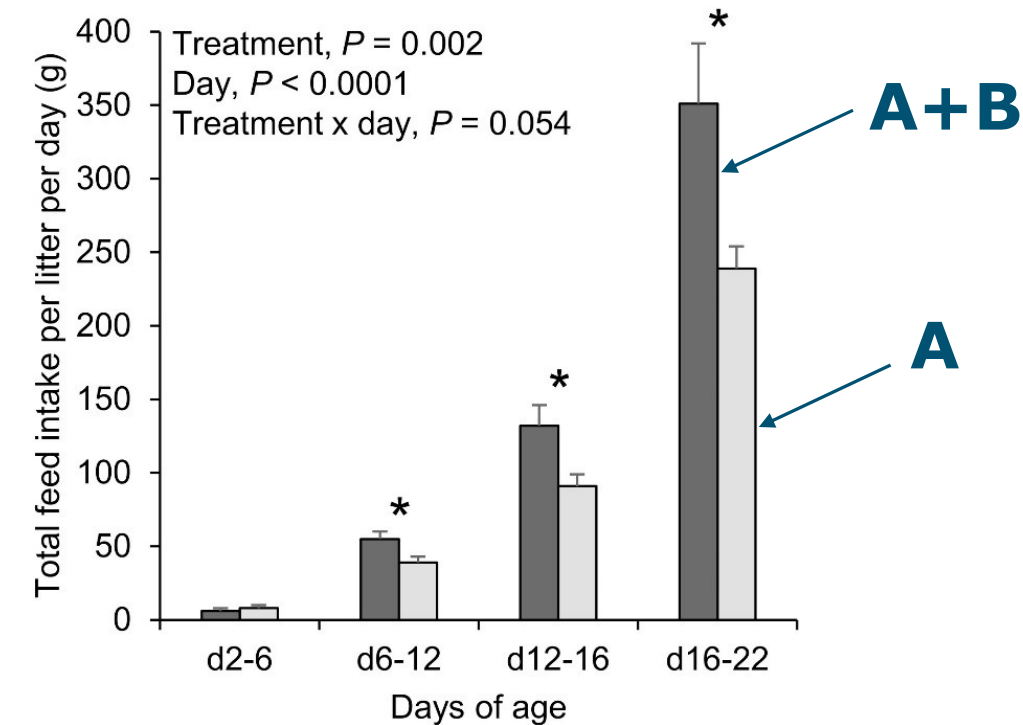 Treatment, P = 0.002
Day, P < 0.0001
Treatment x day, P = 0.054
Total feed intake per litter per day (g)
400
350
300
250
200
150
100
50
0
*
*
*
A+B
A
d2-6
d6-12
d12-16
d16-22
Days of age